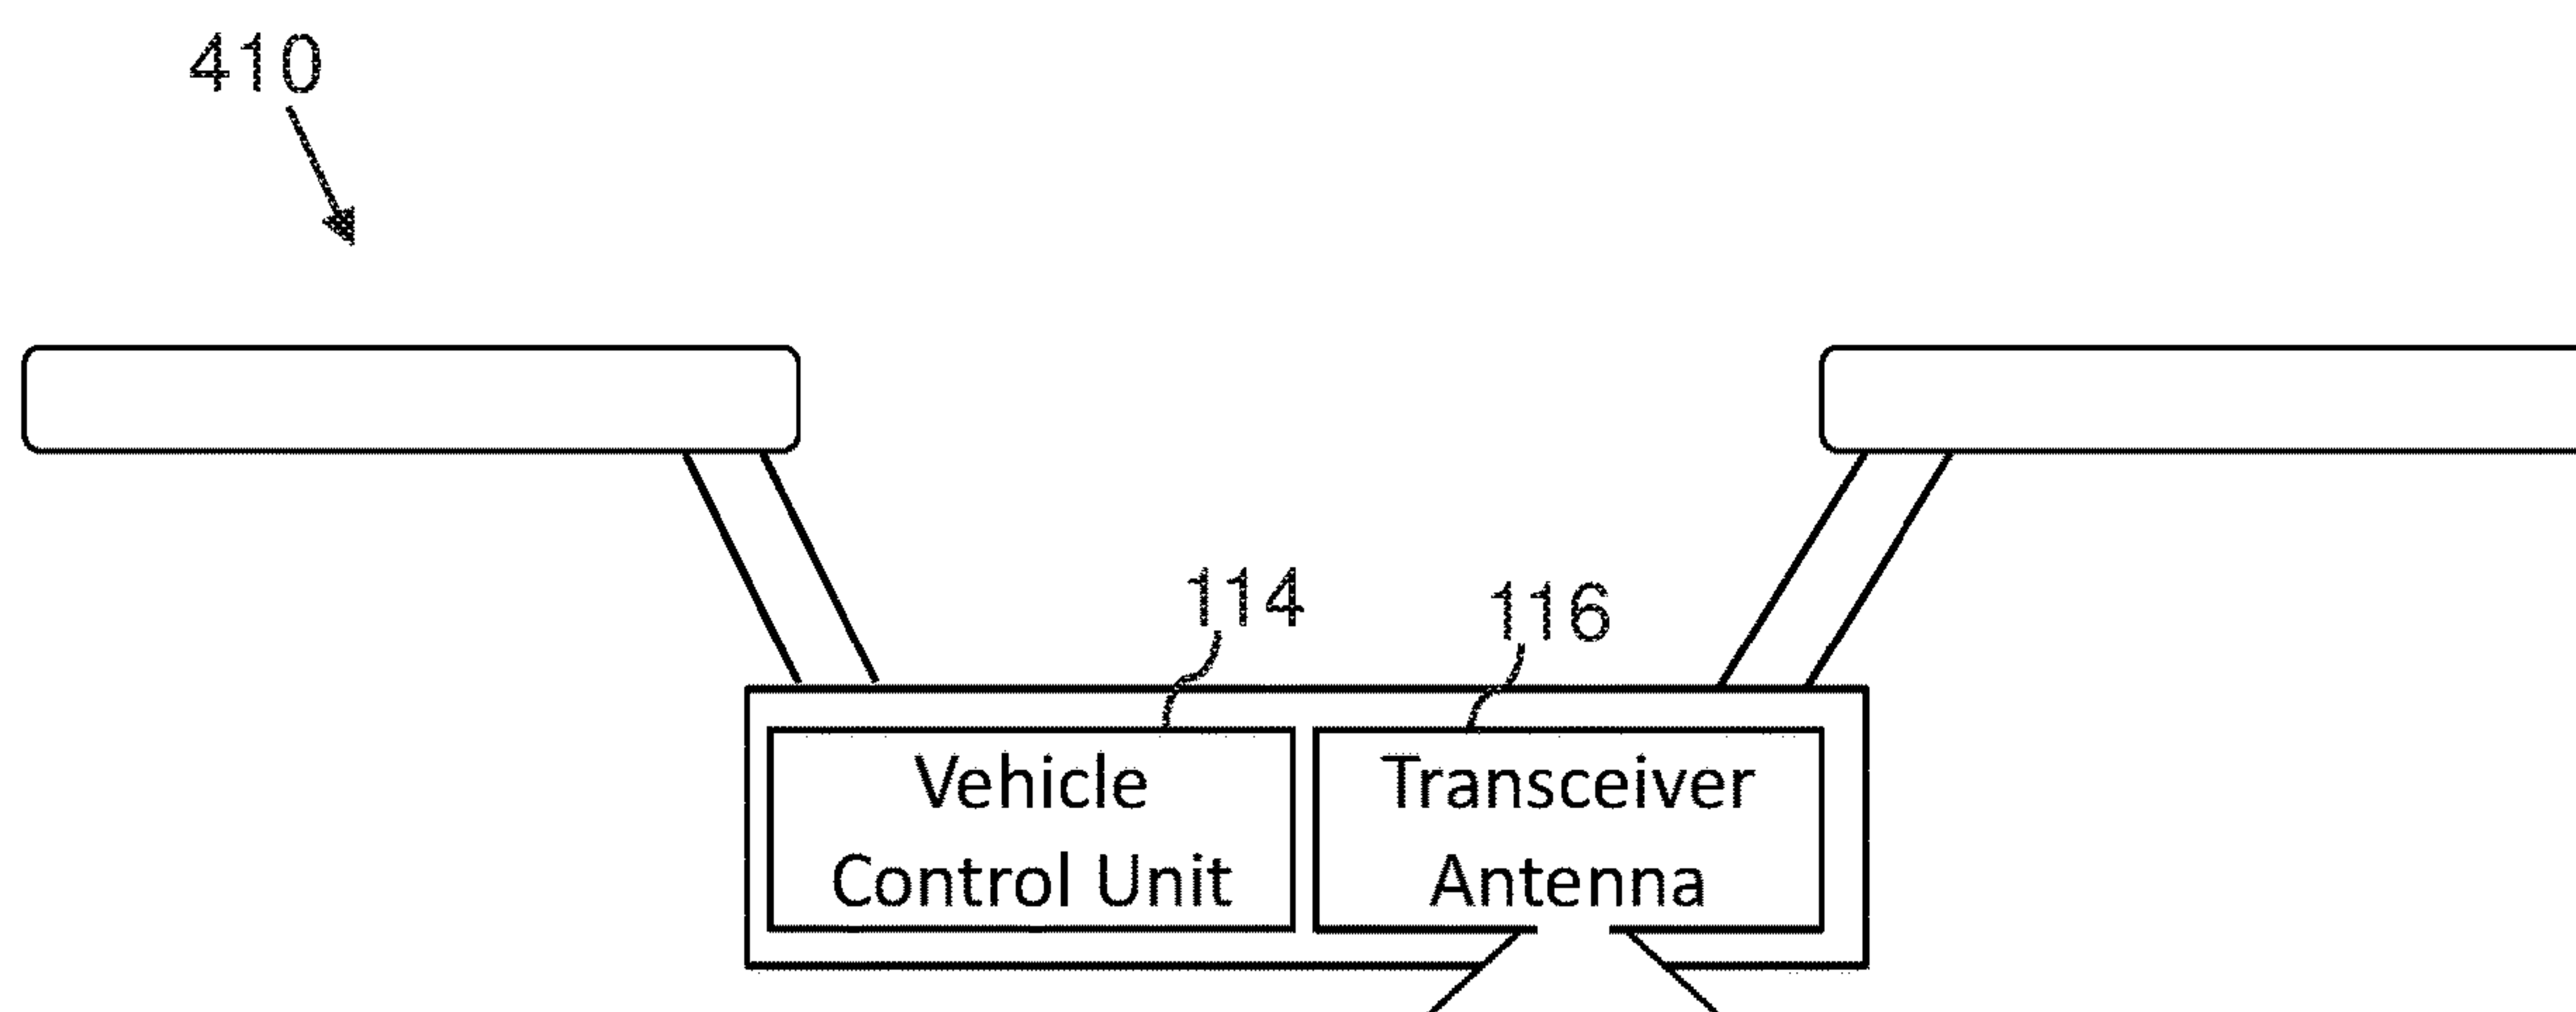 410
114
116
Vehicle
Control Unit
Transceiver
Antenna